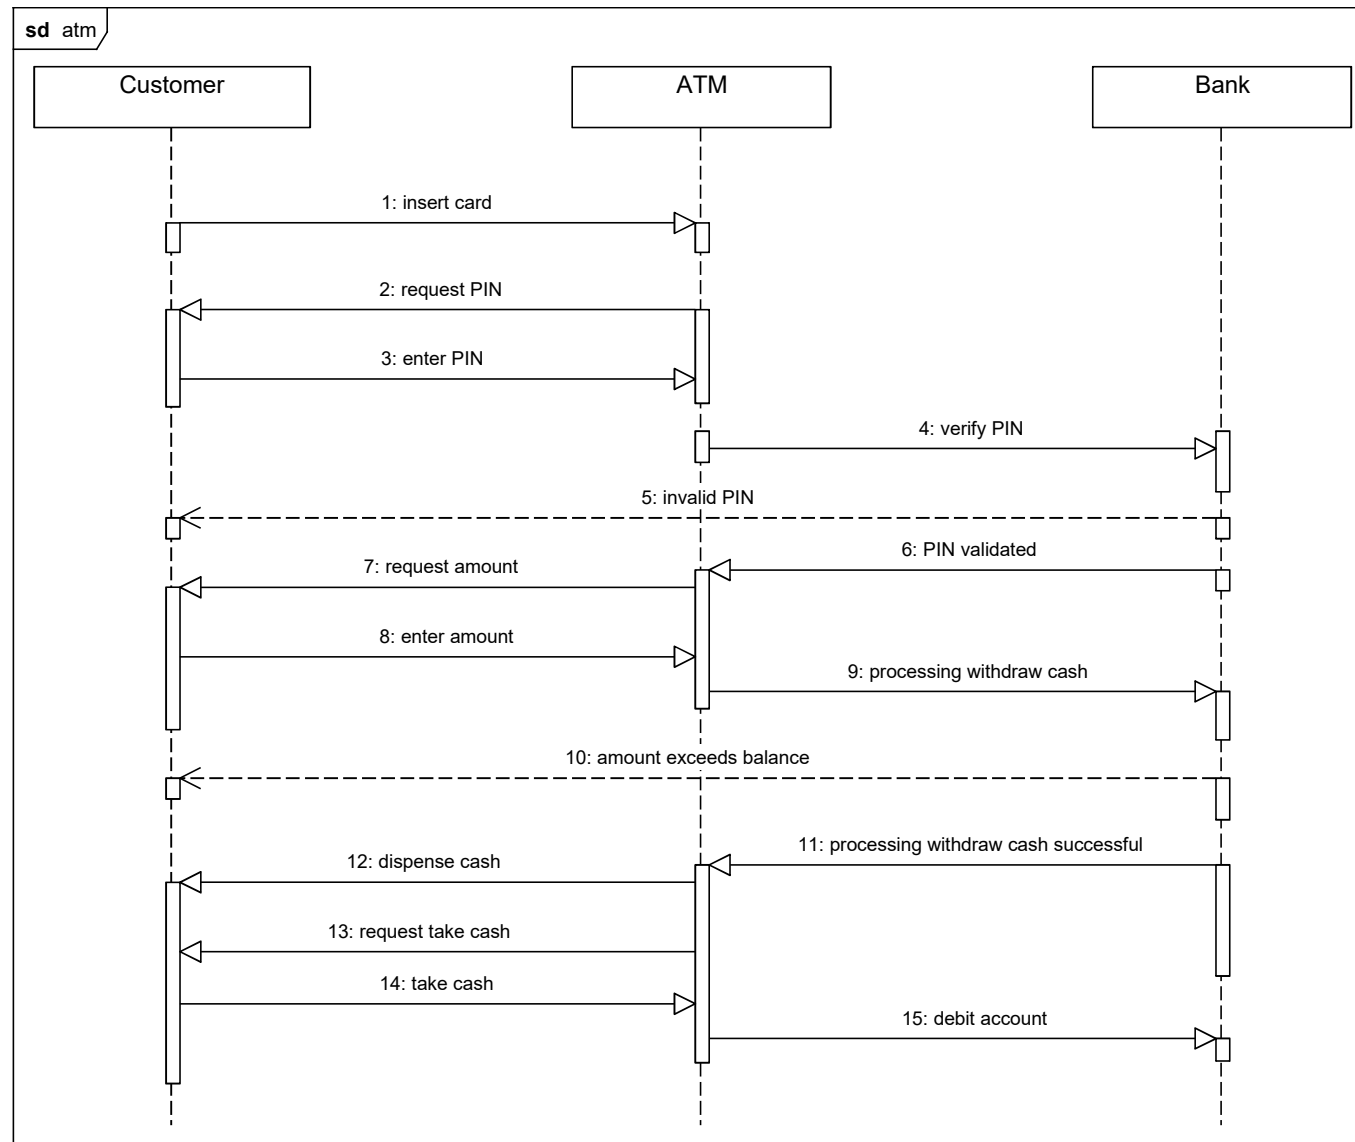 sd atm
Customer
ATM
Bank
1: insert card
2: request PIN
3: enter PIN
4: verify PIN
5: invalid PIN
6: PIN validated
7: request amount
8: enter amount
9: processing withdraw cash
10: amount exceeds balance
11: processing withdraw cash successful
12: dispense cash
13: request take cash
14: take cash
15: debit account